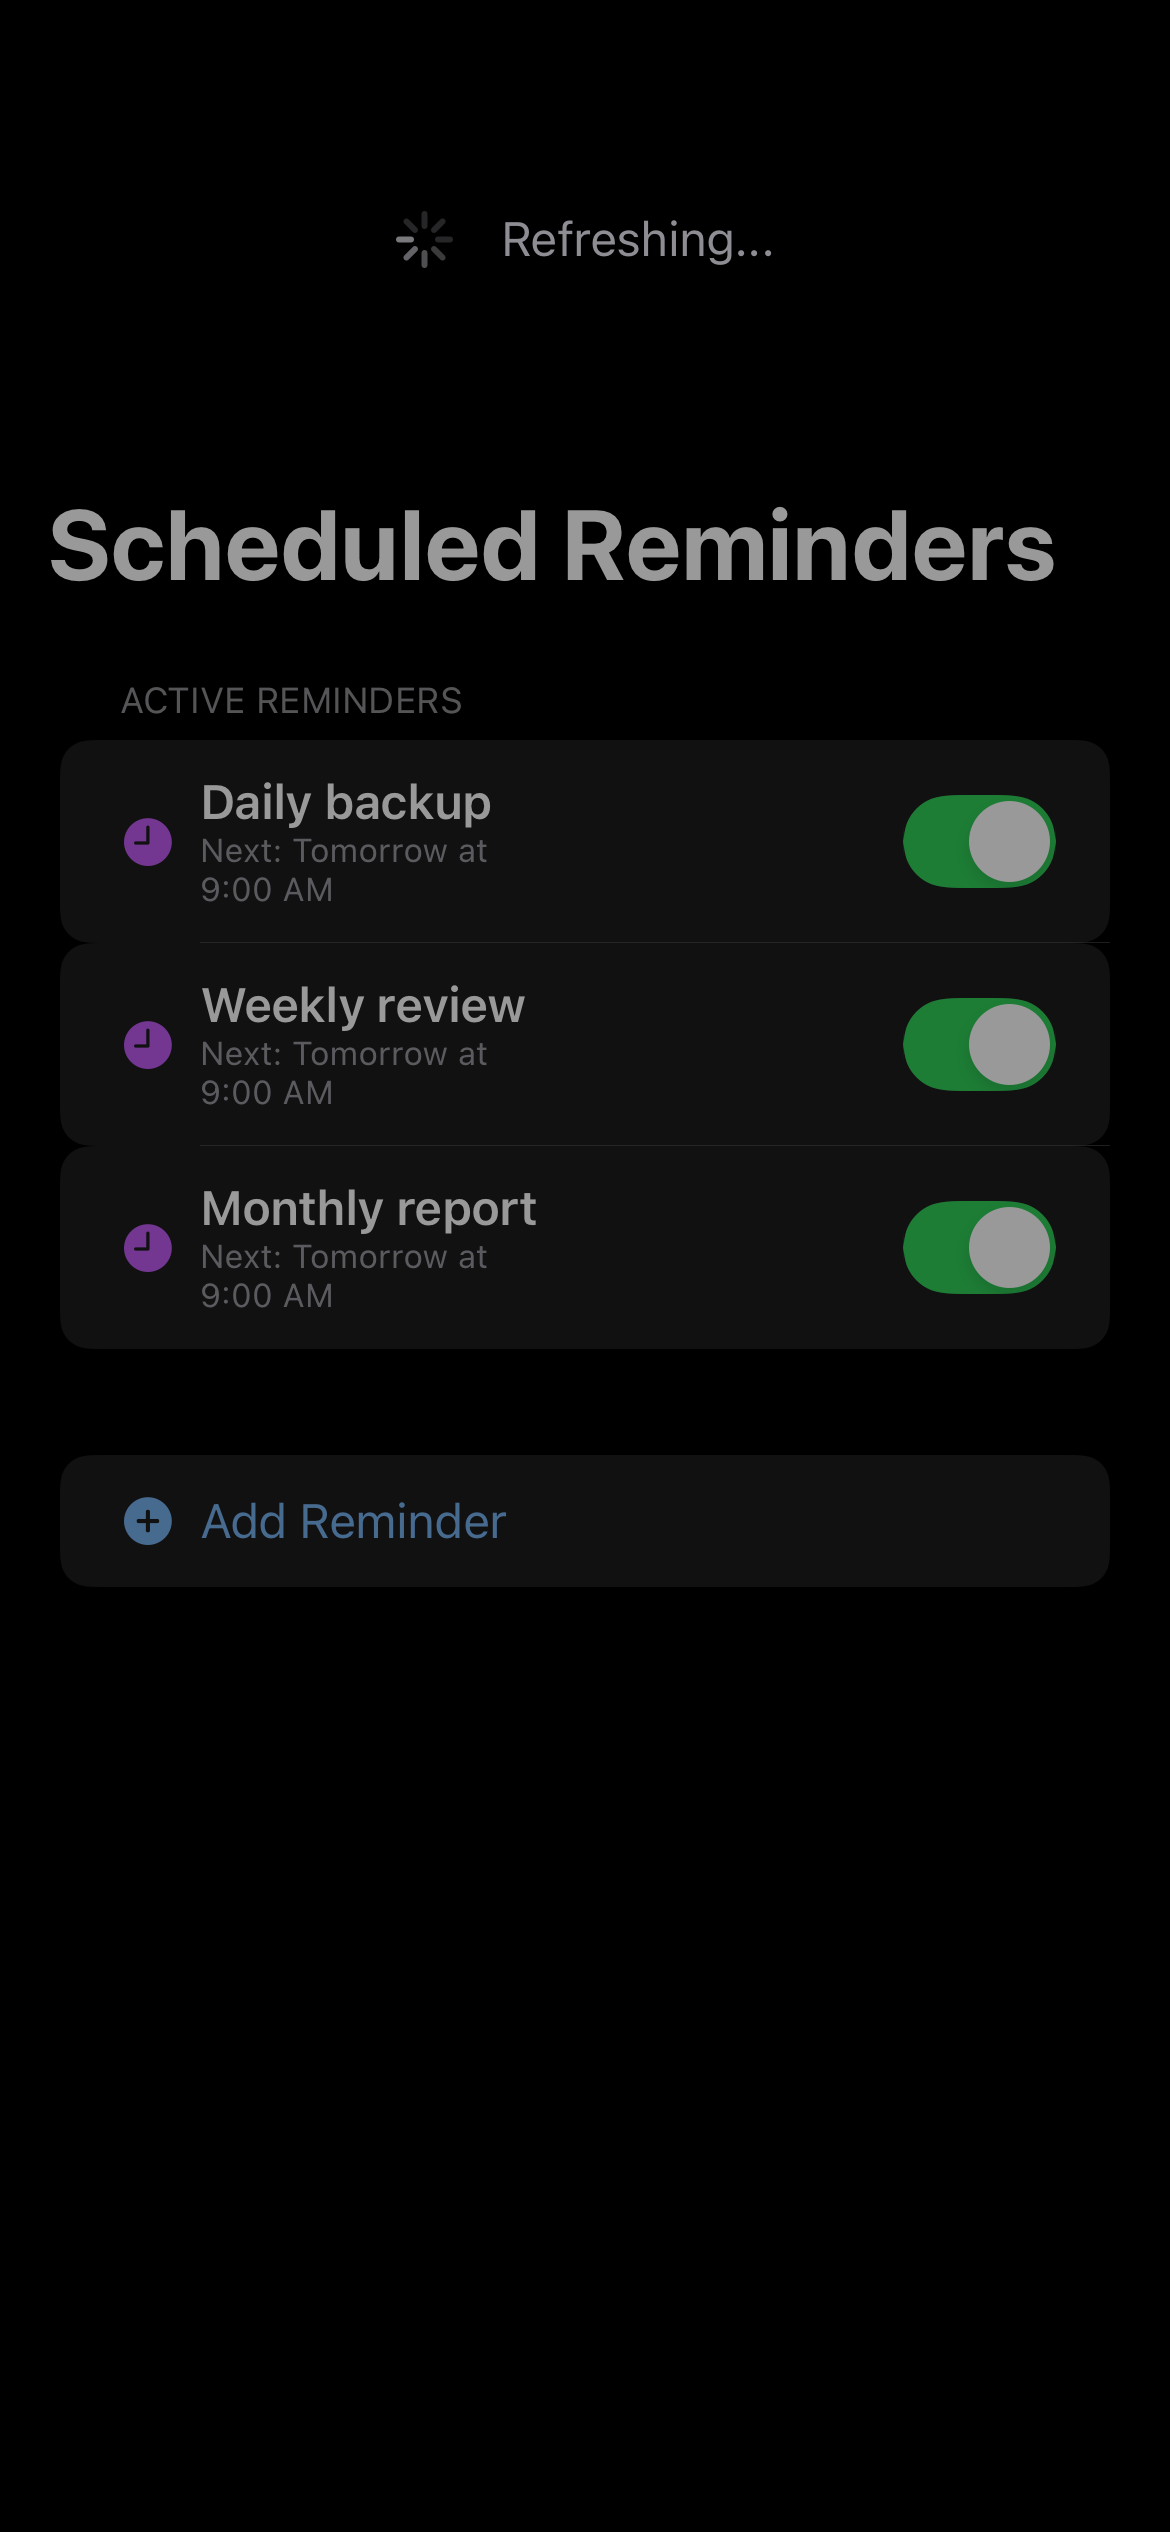 Refreshing...
Scheduled Reminders
ACTIVE REMINDERS
Daily backup
Next: Tomorrow at
9:00 AM
Weekly review
Next: Tomorrow at
9:00 AM
Monthly report
Next: Tomorrow at
9:00 AM
Add Reminder